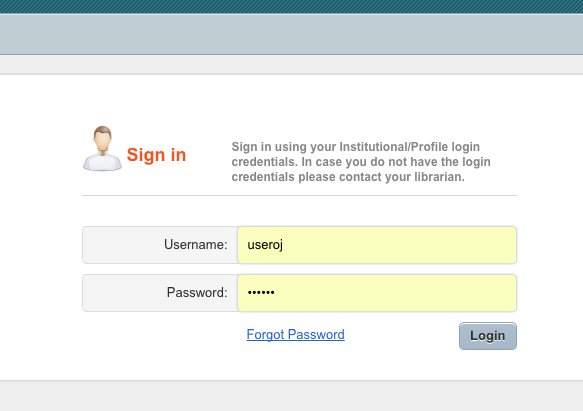 Sign in
Sign in using your Institutional/Profile login
credentials. In case you do not have the login
credentials please contact your librarian.
Username: useroj
Password: ••••••
Forgot Password Login